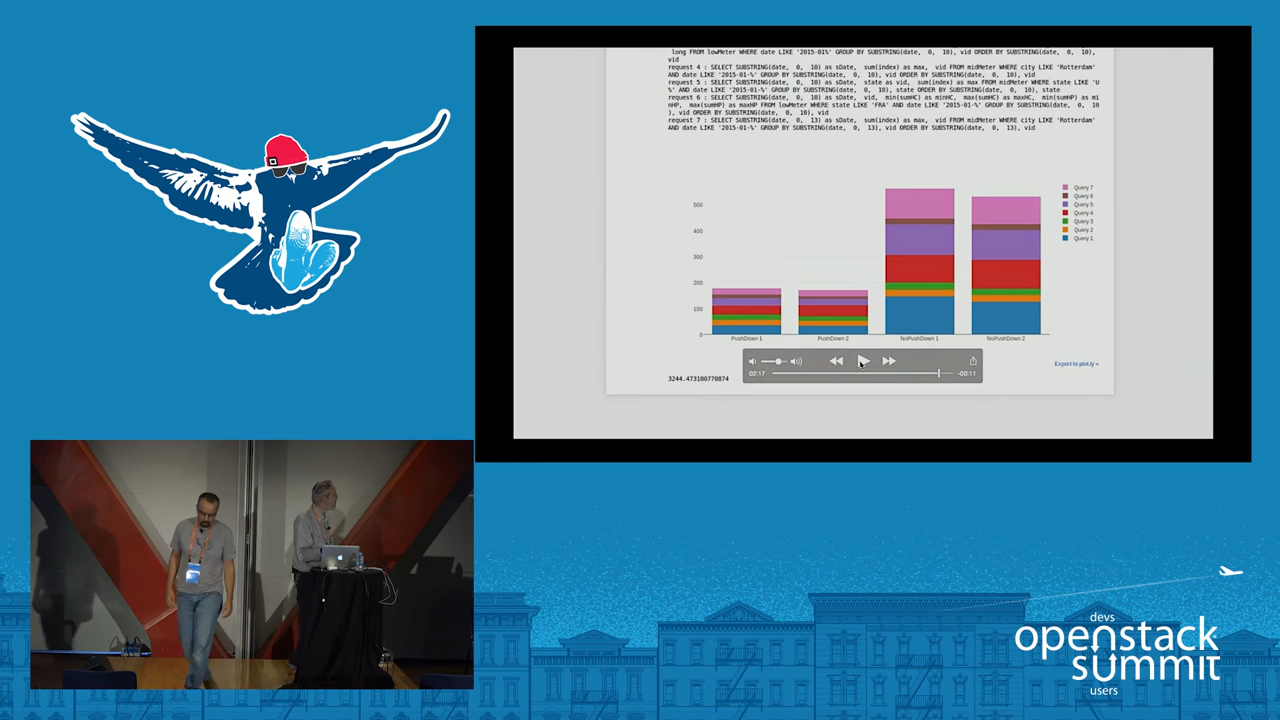 long FROM lowMeter WHERE date LIKE '2015-01%' GROUP BY SUBSTRING(date, 0, 10), vid ORDER BY SUBSTRING(date, 0, 10),
vid
request 4 : SELECT SUBSTRING(date, 0, 10) as sDate, sum(index) as max, vid FROM midMeter WHERE city LIKE 'Rotterdam'
AND date LIKE '2015-01-%' GROUP BY SUBSTRING(date, 0, 10), vid ORDER BY SUBSTRING(date, 0, 10), vid
request 5 : SELECT SUBSTRING(date, 0, 10) as sDate, state as vid, sum(index) as max FROM midMeter WHERE state LIKE 'U
%' AND date LIKE '2015-01-%' GROUP BY SUBSTRING(date, 0, 10), state ORDER BY SUBSTRING(date, 0, 10), state
request 6 : SELECT SUBSTRING(date, 0, 10) as sDate, vid, min(sumHC) as minHC, max(sumHC) as maxHC, min(sumHP) as mi
nHP, max(sumHP) as maxHP FROM lowMeter WHERE state LIKE 'FRA' AND date LIKE '2015-01-%' GROUP BY SUBSTRING(date, 0, 10
), vid ORDER BY SUBSTRING(date, 0, 10), vid
request 7 : SELECT SUBSTRING(date, 0, 13) as sDate, sum(index) as max, vid FROM midMeter WHERE city LIKE 'Rotterdam'
AND date LIKE '2015-01-%' GROUP BY SUBSTRING(date, 0, 13), vid ORDER BY SUBSTRING(date, 0, 13), vid
Query 7
Query 6
Query 5
Query 4
Query 3
Query 2
Query 1
500
400
300
200
100
0
PushDown 1
PushDown 2
NoPushDown 1
NoPushDown 2
Export to plot.ly »
02:17
-00:11
3244.473180770874
devs
openstack
summit
users